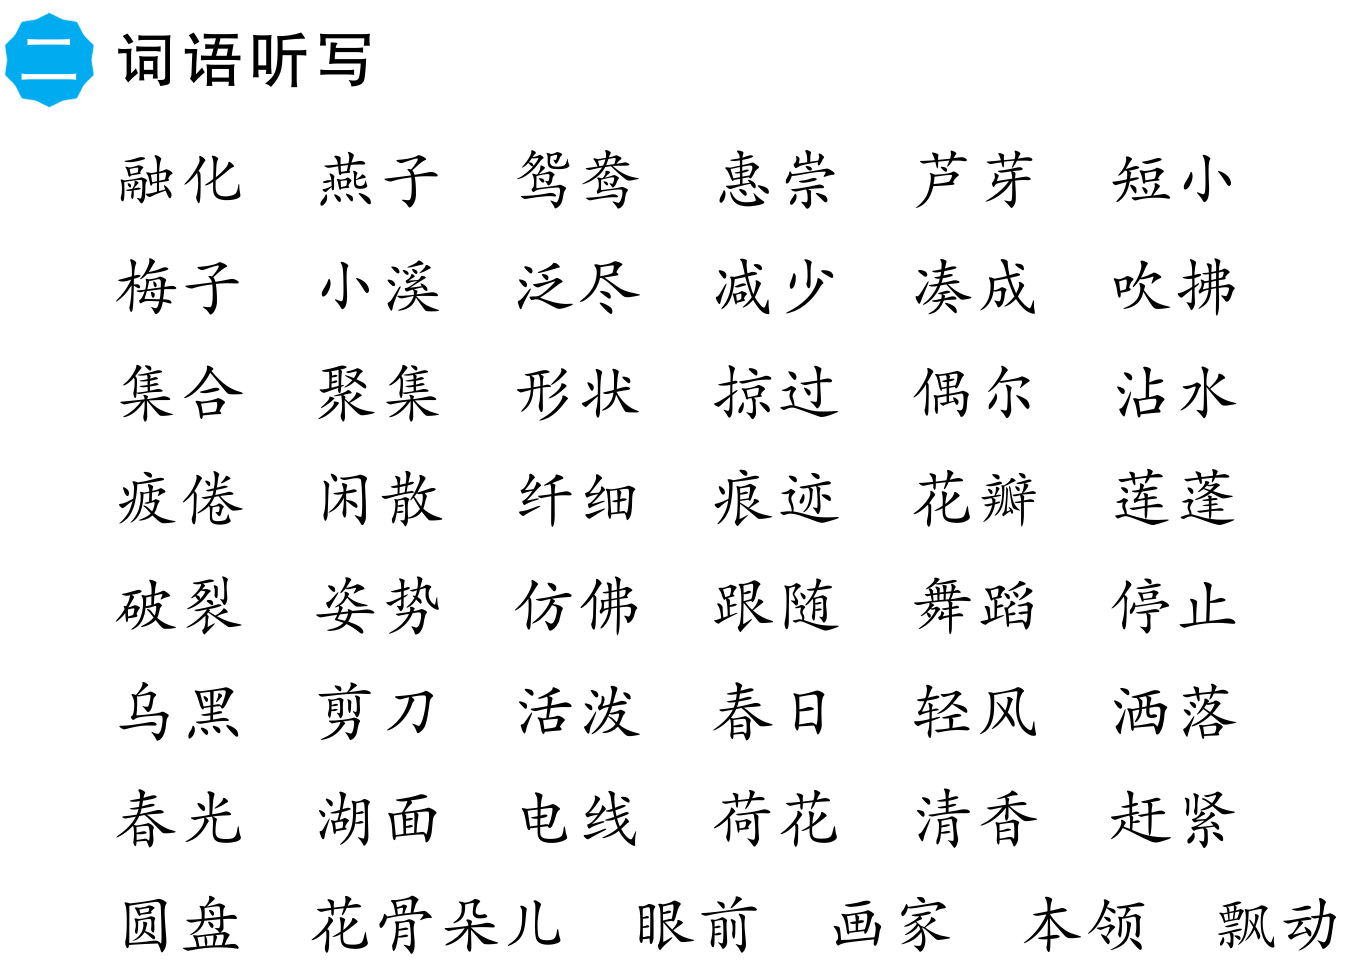 二 词语听写
融化 燕子 鸳鸯 惠崇 芦芽 短小
梅子 小溪 泛尽 减少 凑成 吹拂
集合 聚集 形状 掠过 偶尔 沾水
疲倦 闲散 纤细 痕迹 花瓣 莲蓬
破裂 姿势 仿佛 跟随 舞蹈 停止
乌黑 剪刀 活泼 春日 轻风 洒落
春光 湖面 电线 荷花 清香 赶紧
圆盘 花骨朵儿 眼前 画家 本领 飘动